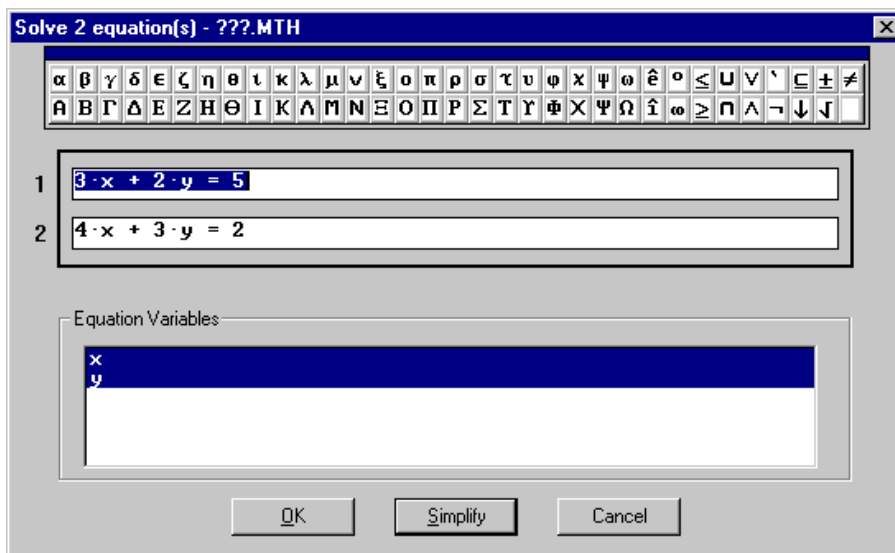 Solve 2 equation(s) - ???.MTH
α β γ δ ε ζ η θ ι κ λ μ ν ξ ο π ρ σ τ υ φ χ ψ ω ê º ≤ ∪ ∨ ` ⊆ ± ≠
Α Β Γ Δ Ε Ζ Η Θ Ι Κ Λ Μ Ν Ξ Ο Π Ρ Σ Τ Υ Φ Χ Ψ Ω î ∞ ≥ ∩ ∧ ¬ ↓ √
1 3·x + 2·y = 5
2 4·x + 3·y = 2
Equation Variables
x
y
OK Simplify Cancel